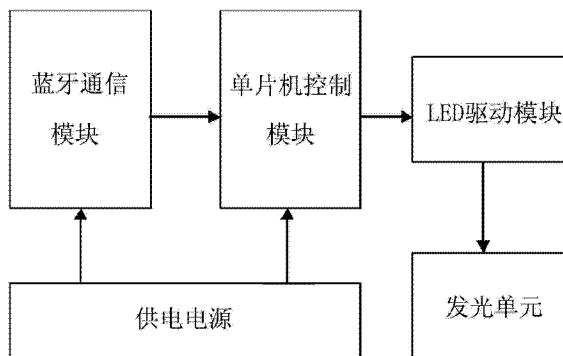 蓝牙通信
模块
单片机控制
模块
LED驱动模块
供电电源
发光单元